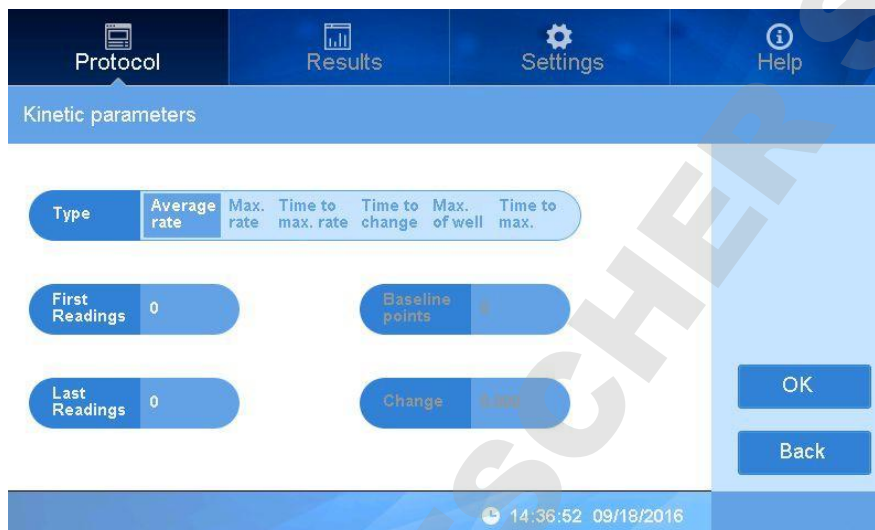 Protocol
Results
Settings
Help
Kinetic parameters
Type
Average rate
Max. rate
Time to max. rate
Time to change
Max. of well
Time to max.
First Readings
0
Baseline points
Last Readings
0
Change
OK
Back
14:36:52 09/18/2016